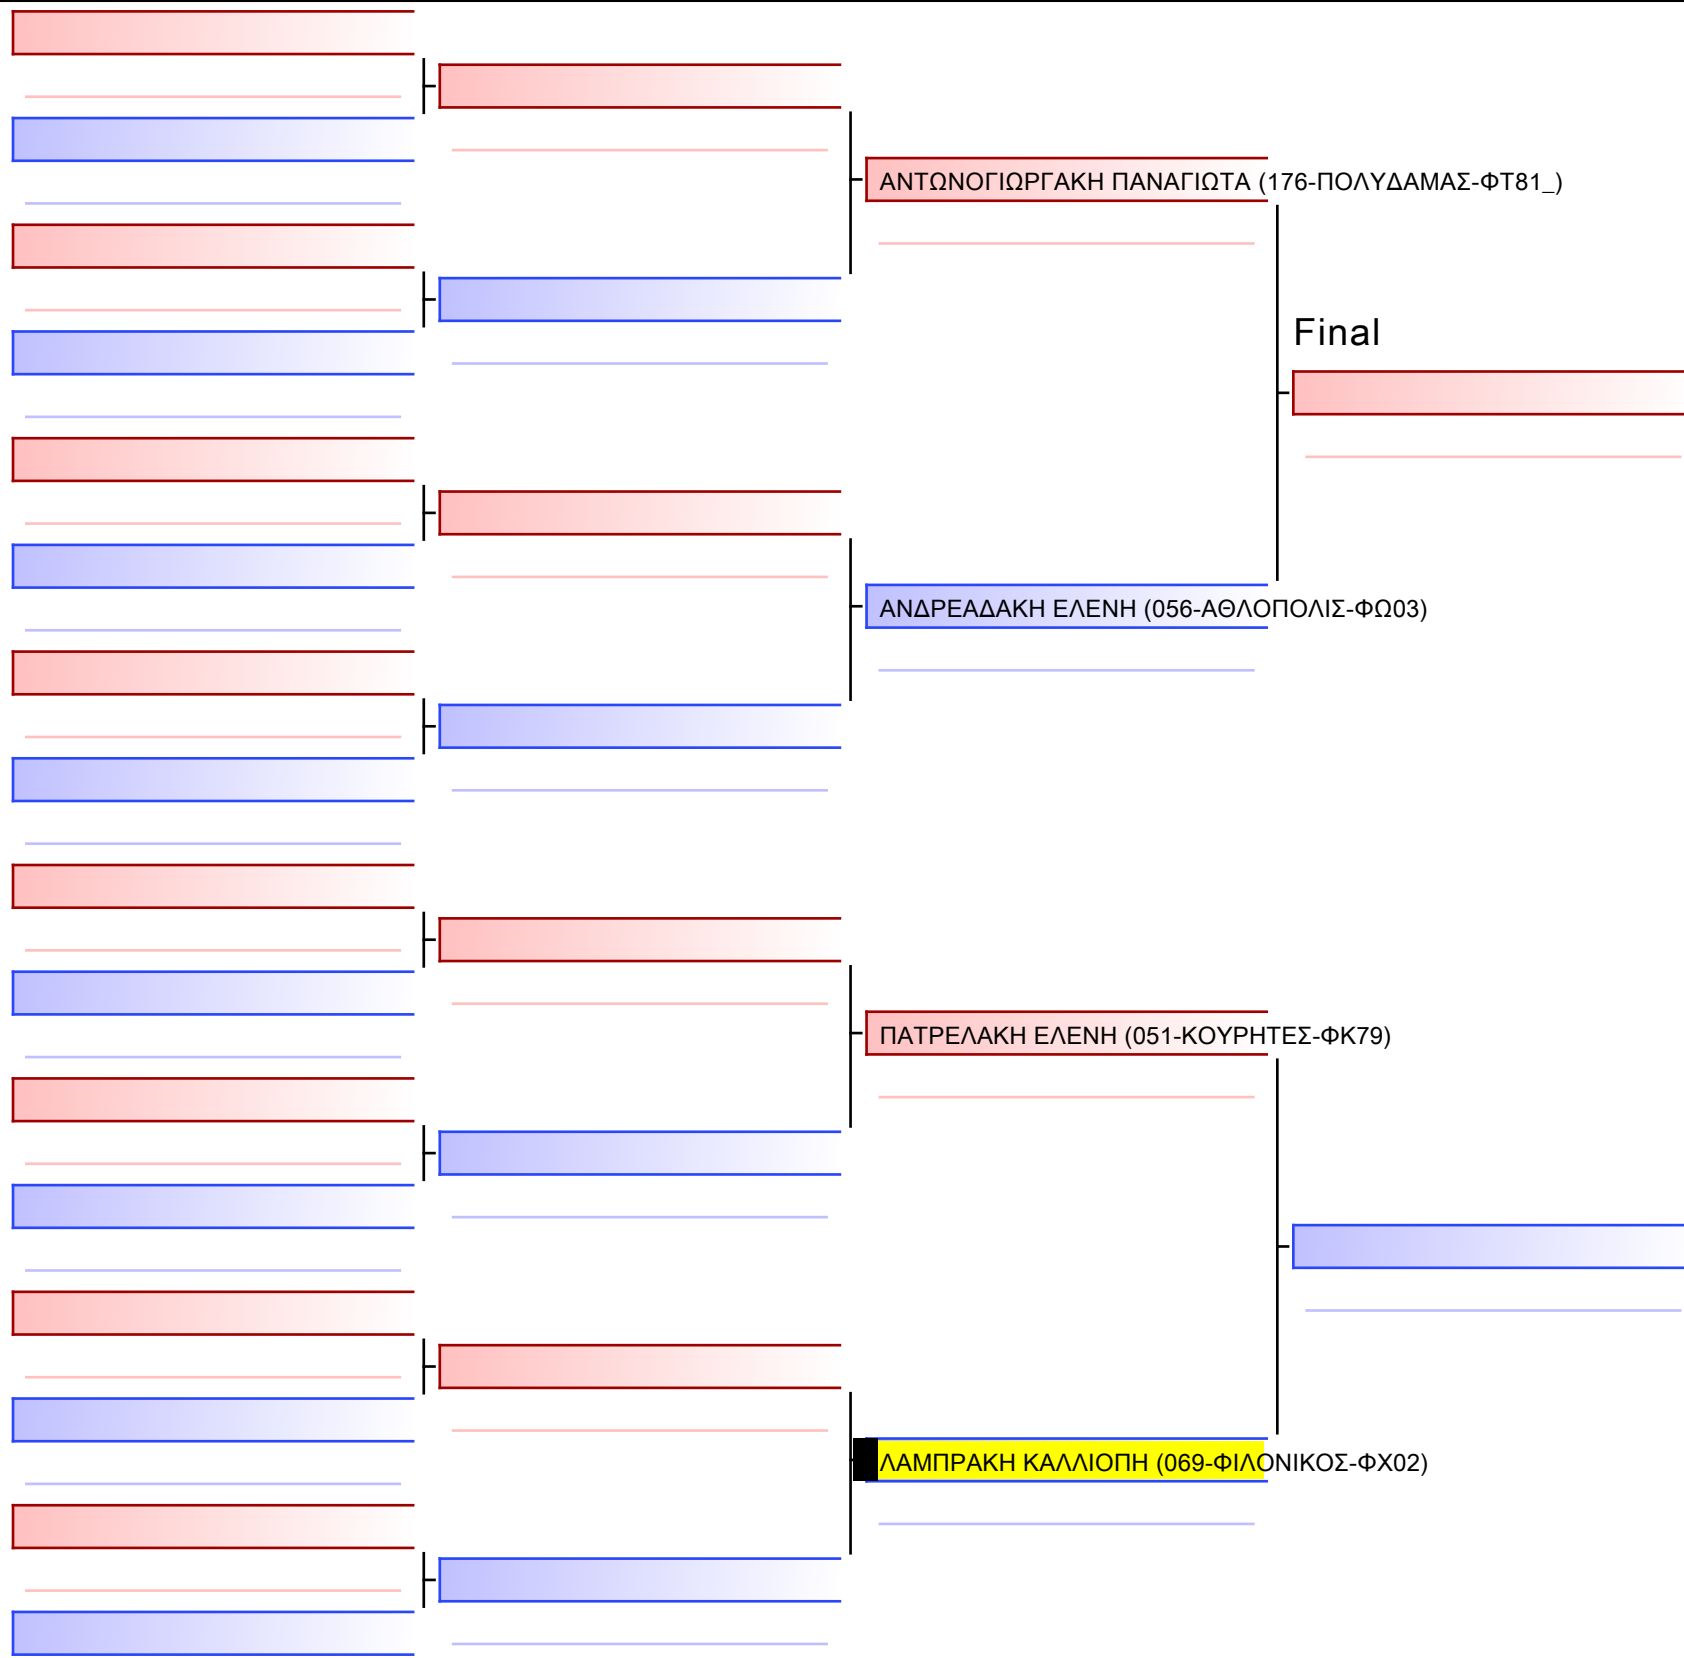 ΑΝΤΩΝΟΓΙΩΡΓΑΚΗ ΠΑΝΑΓΙΩΤΑ (176-ΠΟΛΥΔΑΜΑΣ-ΦΤ81_)
Final
ΑΝΔΡΕΑΔΑΚΗ ΕΛΕΝΗ (056-ΑΘΛΟΠΟΛΙΣ-ΦΩ03)
ΠΑΤΡΕΛΑΚΗ ΕΛΕΝΗ (051-ΚΟΥΡΗΤΕΣ-ΦΚ79)
ΛΑΜΠΡΑΚΗ ΚΑΛΛΙΟΠΗ (069-ΦΙΛΟΝΙΚΟΣ-ΦΧ02)